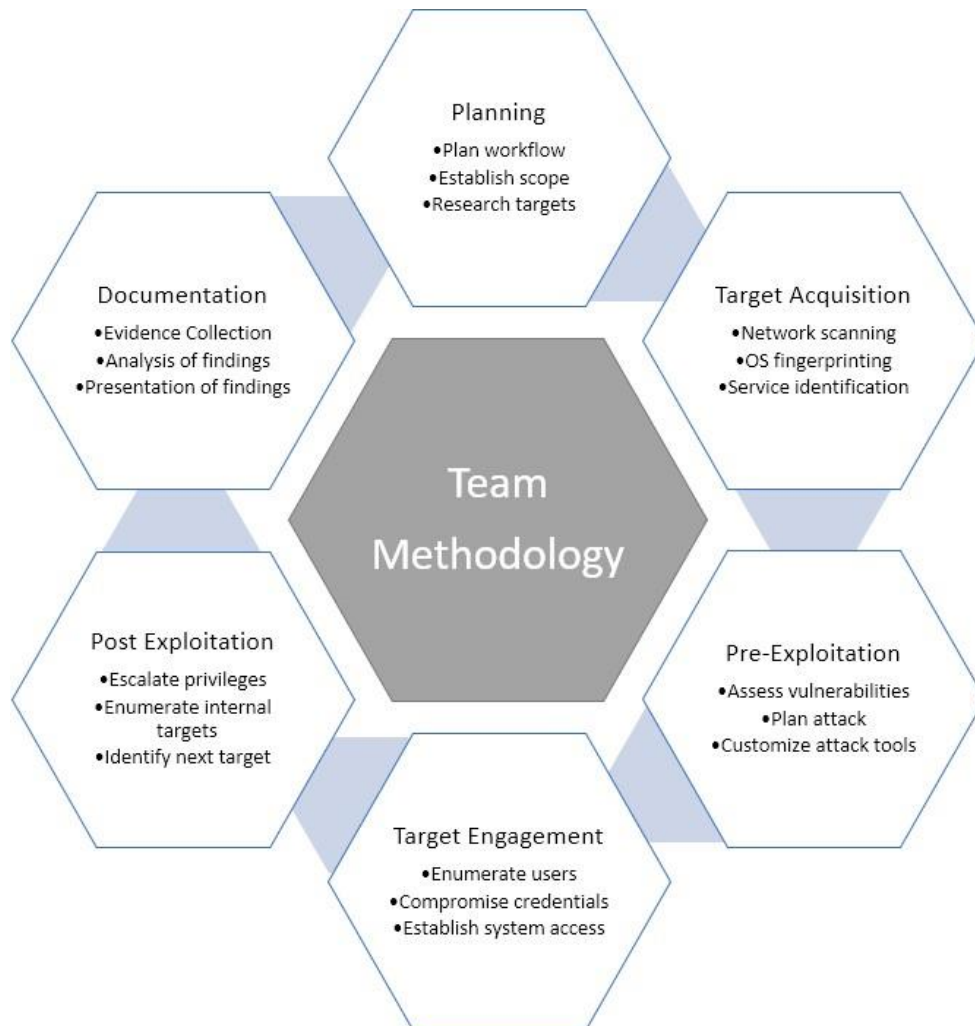 Planning
•Plan workflow
•Establish scope
•Research targets
Documentation
•Evidence Collection
•Analysis of findings
•Presentation of findings
Target Acquisition
•Network scanning
•OS fingerprinting
•Service identification
Team
Methodology
Post Exploitation
•Escalate privileges
•Enumerate internal
targets
•Identify next target
Pre-Exploitation
•Assess vulnerabilities
•Plan attack
•Customize attack tools
Target Engagement
•Enumerate users
•Compromise credentials
•Establish system access